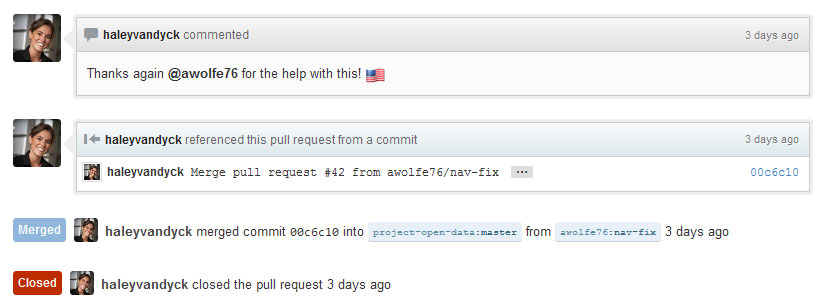 haleyvandyck commented 3 days ago
Thanks again @awolfe76 for the help with this!
haleyvandyck referenced this pull request from a commit 3 days ago
haleyvandyck Merge pull request #42 from awolfe76/nav-fix ... 00c6c10
Merged haleyvandyck merged commit 00c6c10 into project-open-data:master from awolfe76:nav-fix 3 days ago
Closed haleyvandyck closed the pull request 3 days ago